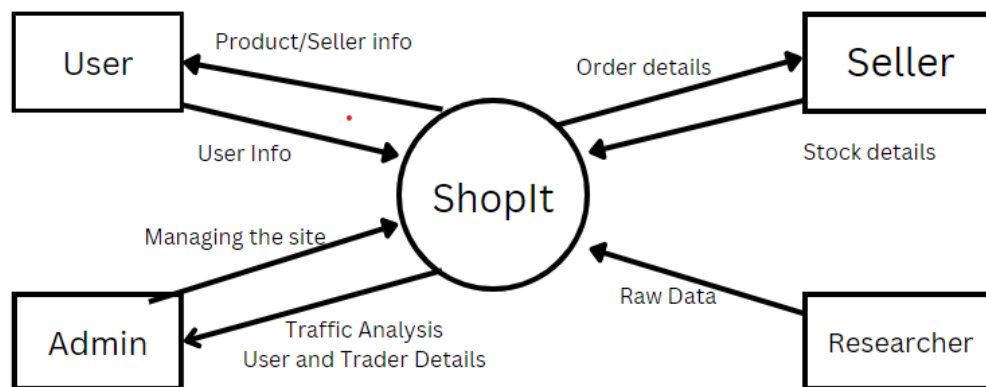 User
Product/Seller info
Order details
Seller
User Info
Stock details
ShopIt
Managing the site
Raw Data
Admin
Traffic Analysis
User and Trader Details
Researcher